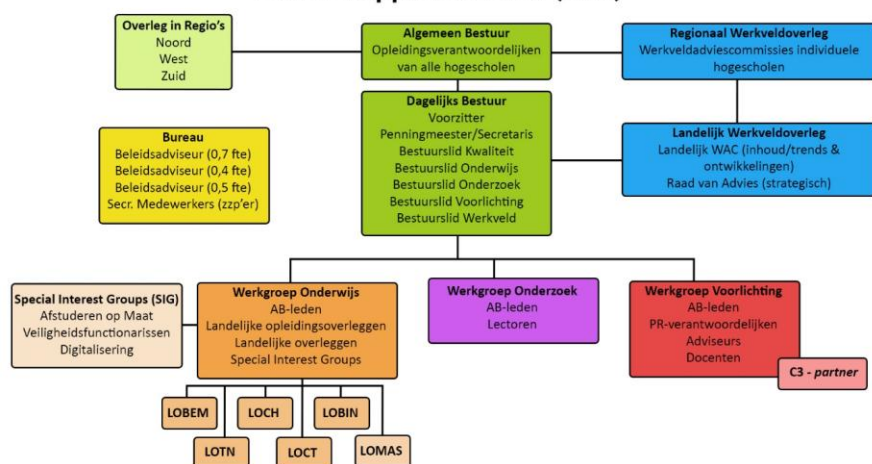 Overleg in Regio's
Noord
West
Zuid
Algemeen Bestuur
Opleidingsverantwoordelijken
van alle hogescholen
Regionaal Werkveldoverleg
Werkveldadviescommissies individuele
hogescholen
Bureau
Beleidsadviseur (0,7 fte)
Beleidsadviseur (0,4 fte)
Beleidsadviseur (0,5 fte)
Secr. Medewerkers (zzp'er)
Dagelijks Bestuur
Voorzitter
Penningmeester/Secretaris
Bestuurslid Kwaliteit
Bestuurslid Onderwijs
Bestuurslid Onderzoek
Bestuurslid Voorlichting
Bestuurslid Werkveld
Landelijk Werkveldoverleg
Landelijk WAC (inhoud/trends &
ontwikkelingen)
Raad van Advies (strategisch)
Special Interest Groups (SIG)
Afstuderen op Maat
Veiligheidsfunctionarissen
Digitalisering
Werkgroep Onderwijs
AB-leden
Landelijke opleidingsoverleggen
Landelijke overleggen
Special Interest Groups
Werkgroep Onderzoek
AB-leden
Lectoren
Werkgroep Voorlichting
AB-leden
PR-verantwoordelijken
Adviseurs
Docenten
C3 - partner
LOBEM
LOCH
LOBIN
LOTN
LOCT
LOMAS